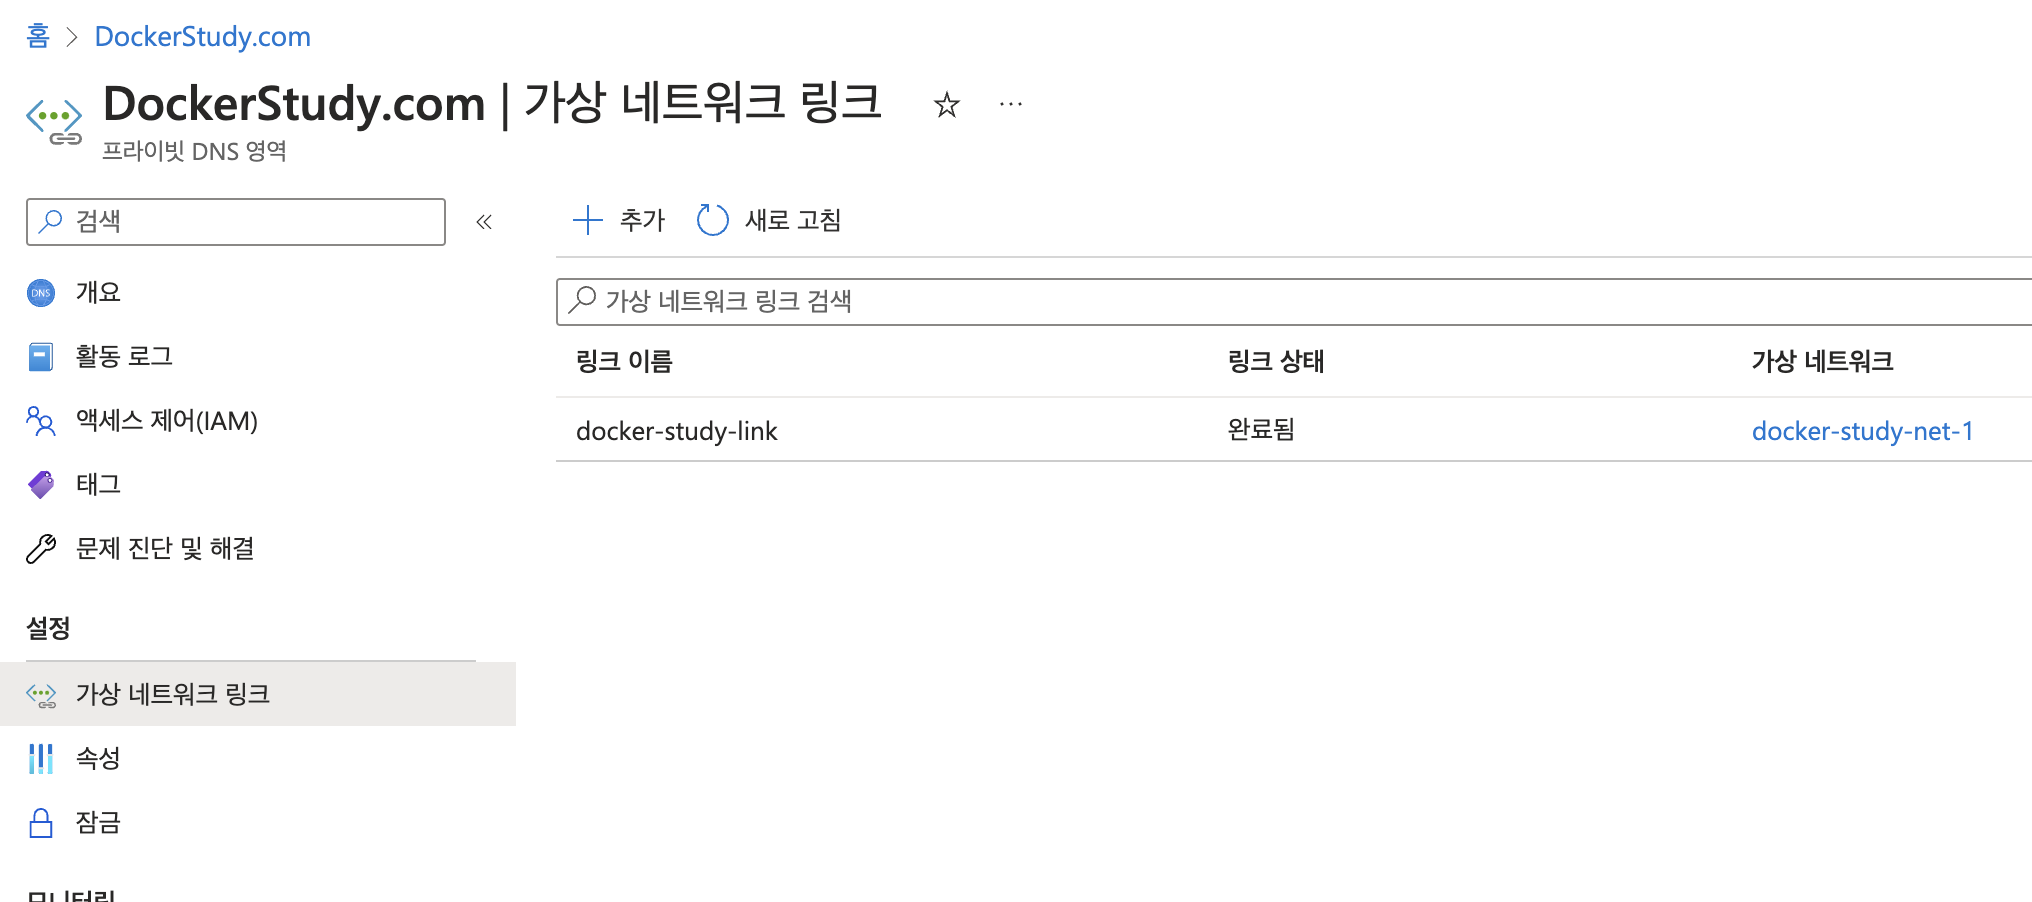 홈 > DockerStudy.com
DockerStudy.com | 가상 네트워크 링크 ☆ ···
프라이빗 DNS 영역
검색 «
+ 추가 새로 고침
가상 네트워크 링크 검색
링크 이름 링크 상태 가상 네트워크
docker-study-link 완료됨 docker-study-net-1
DNS 개요
활동 로그
액세스 제어(IAM)
태그
문제 진단 및 해결
설정
가상 네트워크 링크
속성
잠금
모니터링